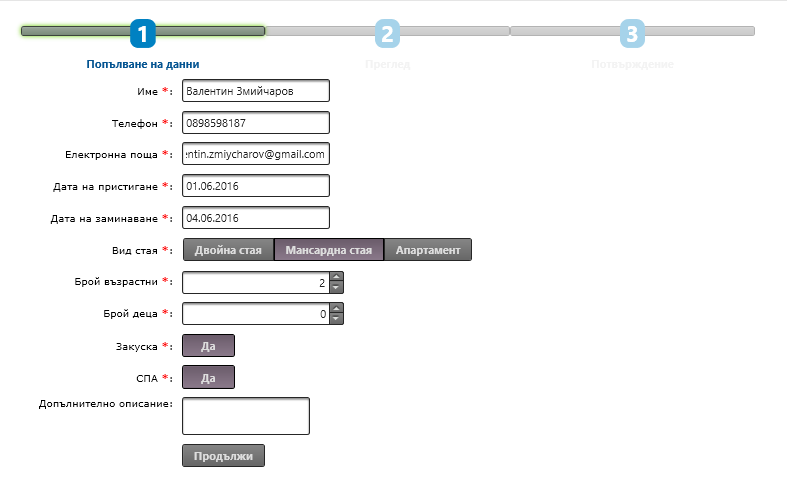 1 2 3
Попълване на данни Преглед Потвърждение
Име *: Валентин Змийчаров
Телефон *: 0898598187
Електронна поща *: entin.zmiycharov@gmail.com
Дата на пристигане *: 01.06.2016
Дата на заминаване *: 04.06.2016
Вид стая *: Двойна стая Мансардна стая Апартамент
Брой възрастни *: 2
Брой деца *: 0
Закуска *: Да
СПА *: Да
Допълнително описание:
Продължи